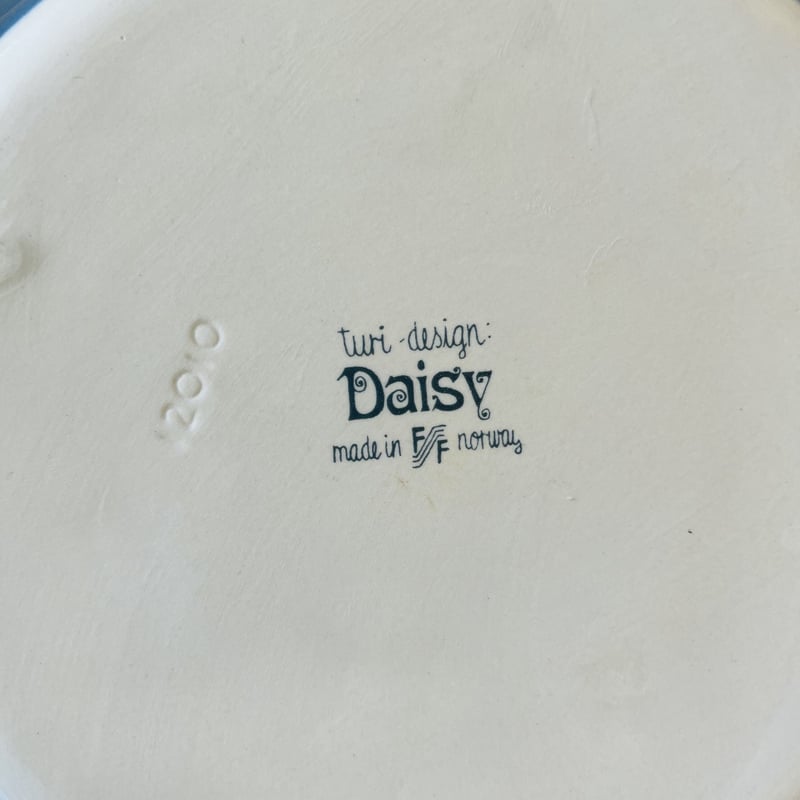 turi-design:
Daisy
made in F/F norway
2010